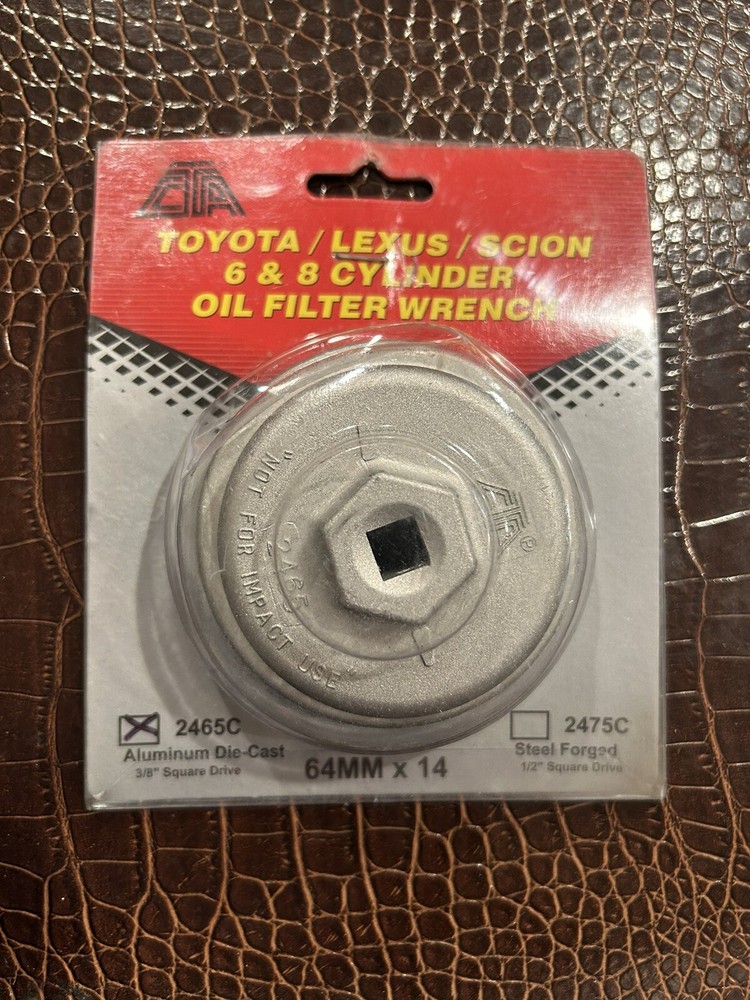 CTA
TOYOTA / LEXUS / SCION
6 & 8 CYLINDER
OIL FILTER WRENCH
"NOT FOR IMPACT USE"
CTA
2465C
Aluminum Die-Cast
3/8" Square Drive
64MM x 14
2475C
Steel Forged
1/2" Square Drive